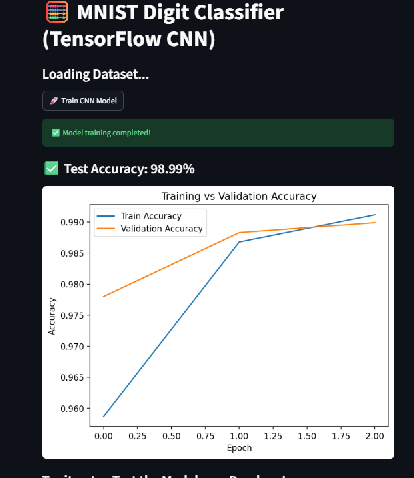 🧮 MNIST Digit Classifier
(TensorFlow CNN)
Loading Dataset...
🚀 Train CNN Model
✅ Model training completed!
✅ Test Accuracy: 98.99%
Training vs Validation Accuracy
Train Accuracy
Validation Accuracy
0.990
0.985
0.980
0.975
0.970
0.965
0.960
Accuracy
0.00 0.25 0.50 0.75 1.00 1.25 1.50 1.75 2.00
Epoch